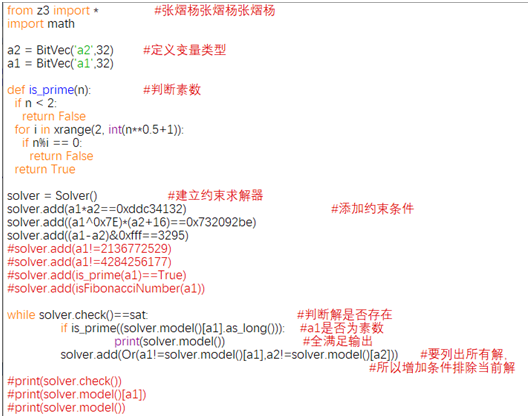 from z3 import * #张熠杨张熠杨张熠杨
import math
a2 = BitVec('a2',32) #定义变量类型
a1 = BitVec('a1',32)
def is_prime(n): #判断素数
if n < 2:
return False
for i in xrange(2, int(n**0.5+1)):
if n%i == 0:
return False
return True
solver = Solver() #建立约束求解器
solver.add(a1*a2==0xddc34132) #添加约束条件
solver.add((a1^0x7E)*(a2+16)==0x732092be)
solver.add((a1-a2)&0xfff==3295)
#solver.add(a1!=2136772529)
#solver.add(a1!=4284256177)
#solver.add(is_prime(a1)==True)
#solver.add(isFibonacciNumber(a1))
while solver.check()==sat: #判断解是否存在
if is_prime((solver.model()[a1].as_long())): #a1是否为素数
print(solver.model()) #全满足输出
solver.add(Or(a1!=solver.model()[a1],a2!=solver.model()[a2])) #要列出所有解,
#所以增加条件排除当前解
#print(solver.check())
#print(solver.model()[a1])
#print(solver.model())